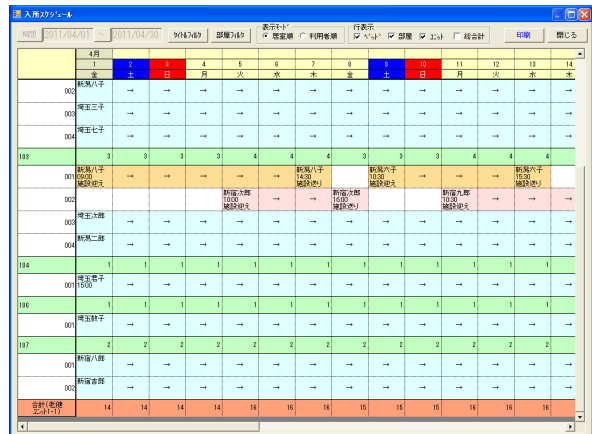 入所スケジュール
期間 2011/04/01 ～ 2011/04/30 タイトルフィルタ 部屋フィルタ 表示モード 居室順 利用者順 行表示 ベッド 部屋 ユニット 総合計 印刷 閉じる
4月
1 2 3 4 5 6 7 8 9 10 11 12 13 14
金 土 日 月 火 水 木 金 土 日 月 火 水 木
002 新潟八子 → → → → → → → → → → → → →
003 埼玉三子 → → → → → → → → → → → → →
004 埼玉七子 → → → → → → → → → → → → →
103 3 3 3 3 4 4 4 3 3 3 4 4 4
001 新潟八子 → → → → → 新潟八子 新潟六子 → → → 新潟六子
09:00 14:30 10:30 15:30
施設迎え 施設送り 施設迎え 施設送り
002 新宿次郎 → → 新宿次郎 新宿九郎 → → →
10:00 16:00 10:30
施設迎え 施設送り 施設迎え
003 埼玉次郎 → → → → → → → → → → → → →
004 新潟二郎 → → → → → → → → → → → → →
104 1 1 1 1 1 1 1 1 1 1 1 1 1
001 埼玉君子 → → → → → → → → → → → → →
15:00
106 1 1 1 1 1 1 1 1 1 1 1 1 1
001 埼玉数子 → → → → → → → → → → → → →
107 2 2 2 2 2 2 2 2 2 2 2 2 2
001 新宿八郎 → → → → → → → → → → → → →
002 新宿吉郎 → → → → → → → → → → → → →
合計(老健 14 14 14 14 16 16 16 15 15 15 16 16 16
ユニット1-1)